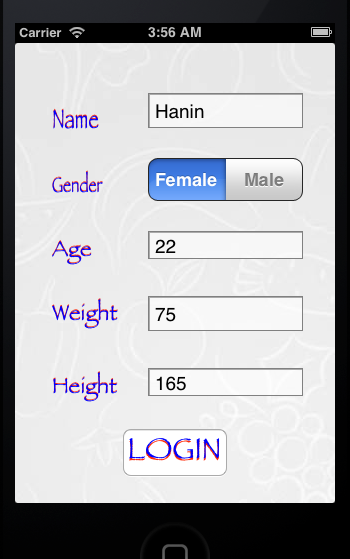 Carrier 3:56 AM
Name Hanin
Gender Female Male
Age 22
Weight 75
Height 165
LOGIN